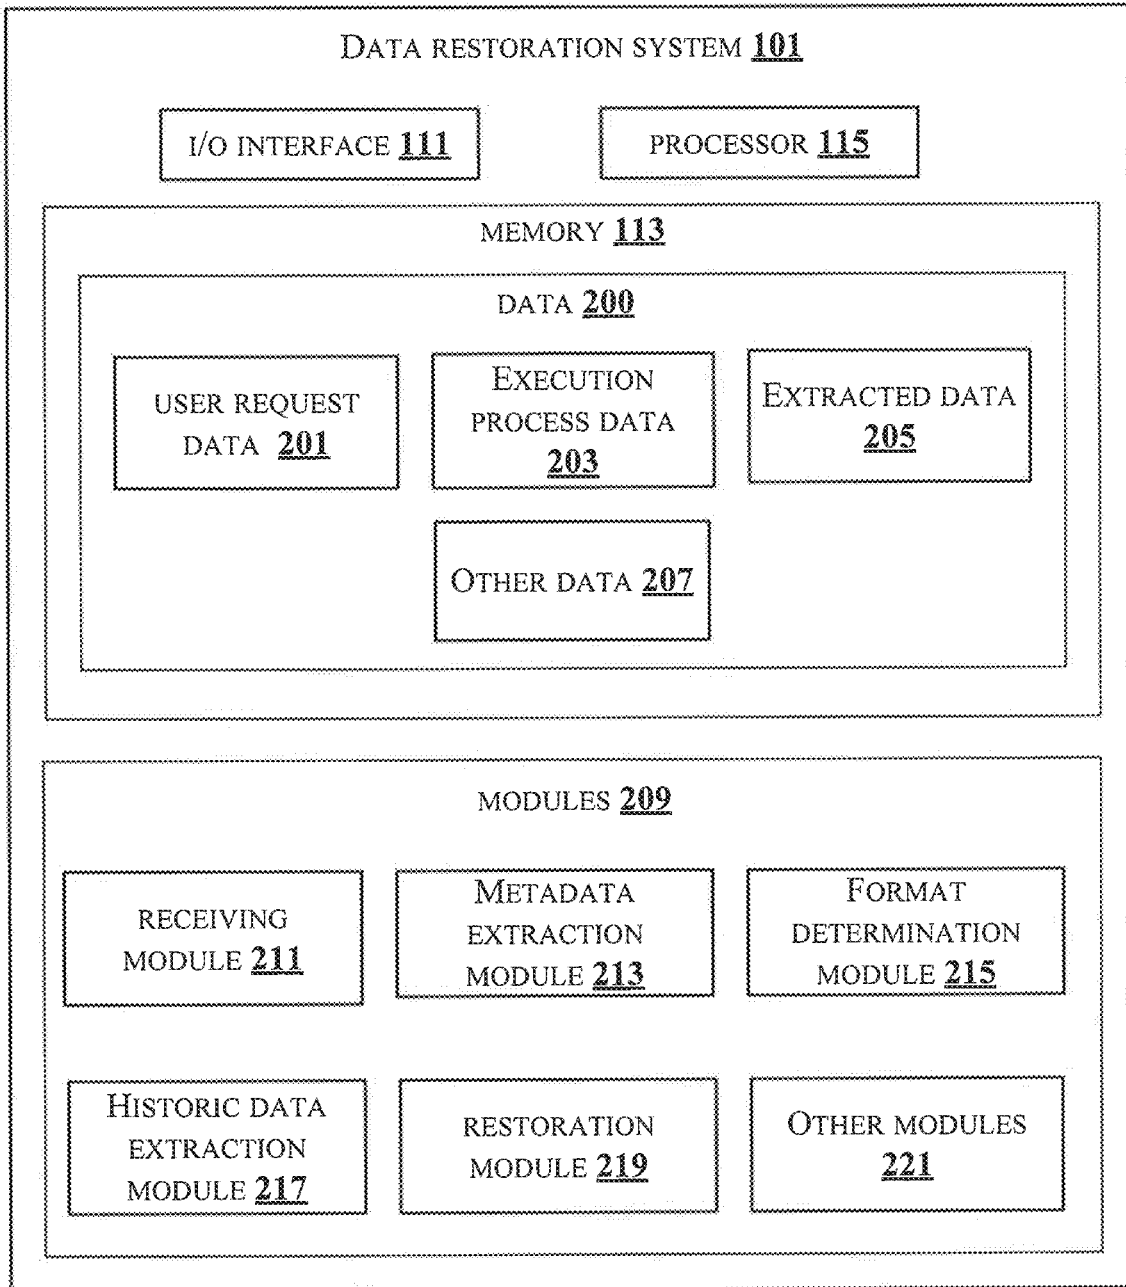 DATA RESTORATION SYSTEM 101
I/O INTERFACE 111
PROCESSOR 115
MEMORY 113
DATA 200
USER REQUEST
DATA 201
EXECUTION
PROCESS DATA
203
EXTRACTED DATA
205
OTHER DATA 207
MODULES 209
RECEIVING
MODULE 211
METADATA
EXTRACTION
MODULE 213
FORMAT
DETERMINATION
MODULE 215
HISTORIC DATA
EXTRACTION
MODULE 217
RESTORATION
MODULE 219
OTHER MODULES
221